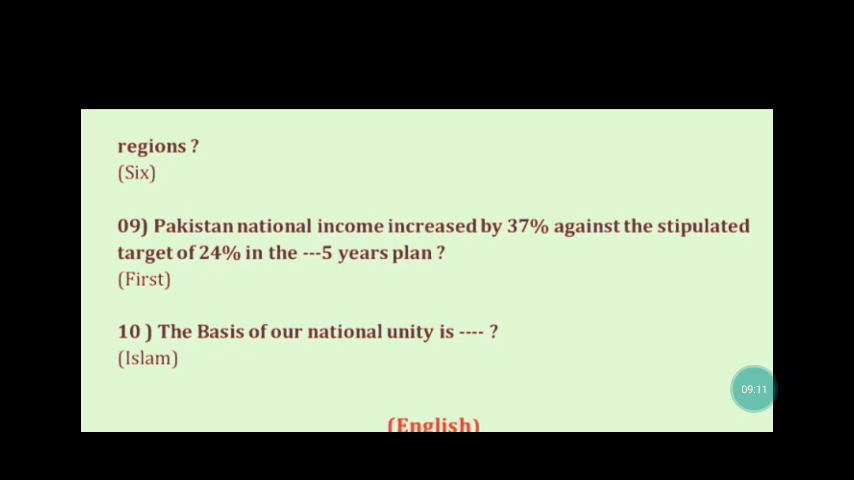 regions ?
(Six)
09) Pakistan national income increased by 37% against the stipulated
target of 24% in the ---5 years plan ?
(First)
10 ) The Basis of our national unity is ---- ?
(Islam)
09:11
(English)